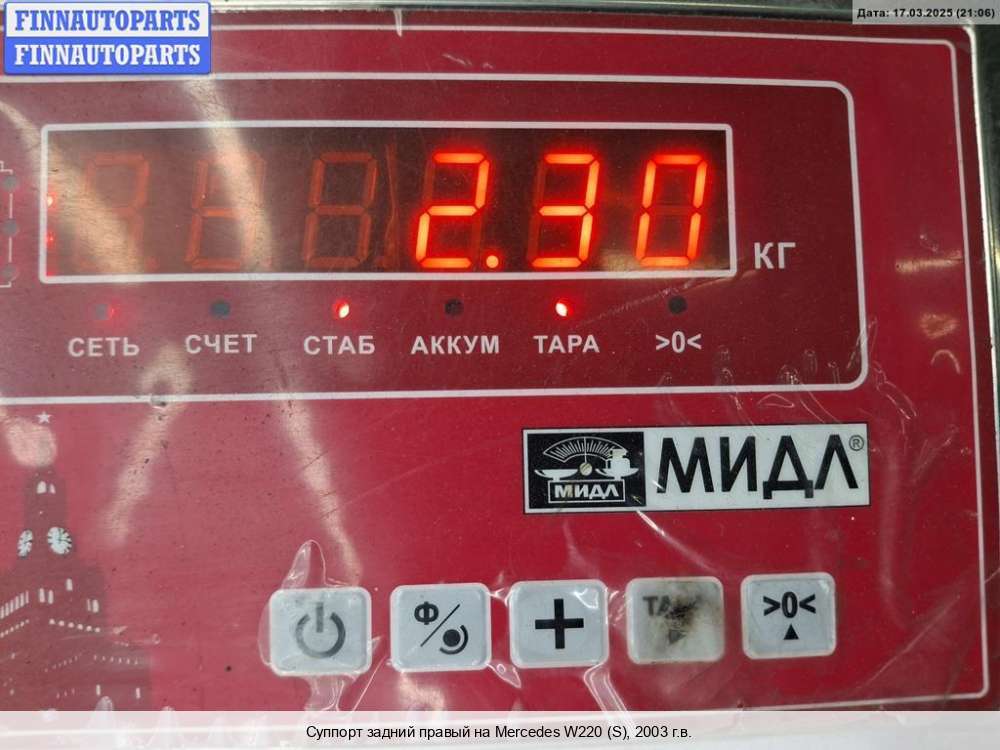 FINNAUTOPARTS
FINNAUTOPARTS
Дата: 17.03.2025 (21:06)
2.30
КГ
СЕТЬ СЧЕТ СТАБ АККУМ ТАРА >0<
МИДЛ
МИДЛ®
Ф/
+
>0<
Суппорт задний правый на Mercedes W220 (S), 2003 г.в.